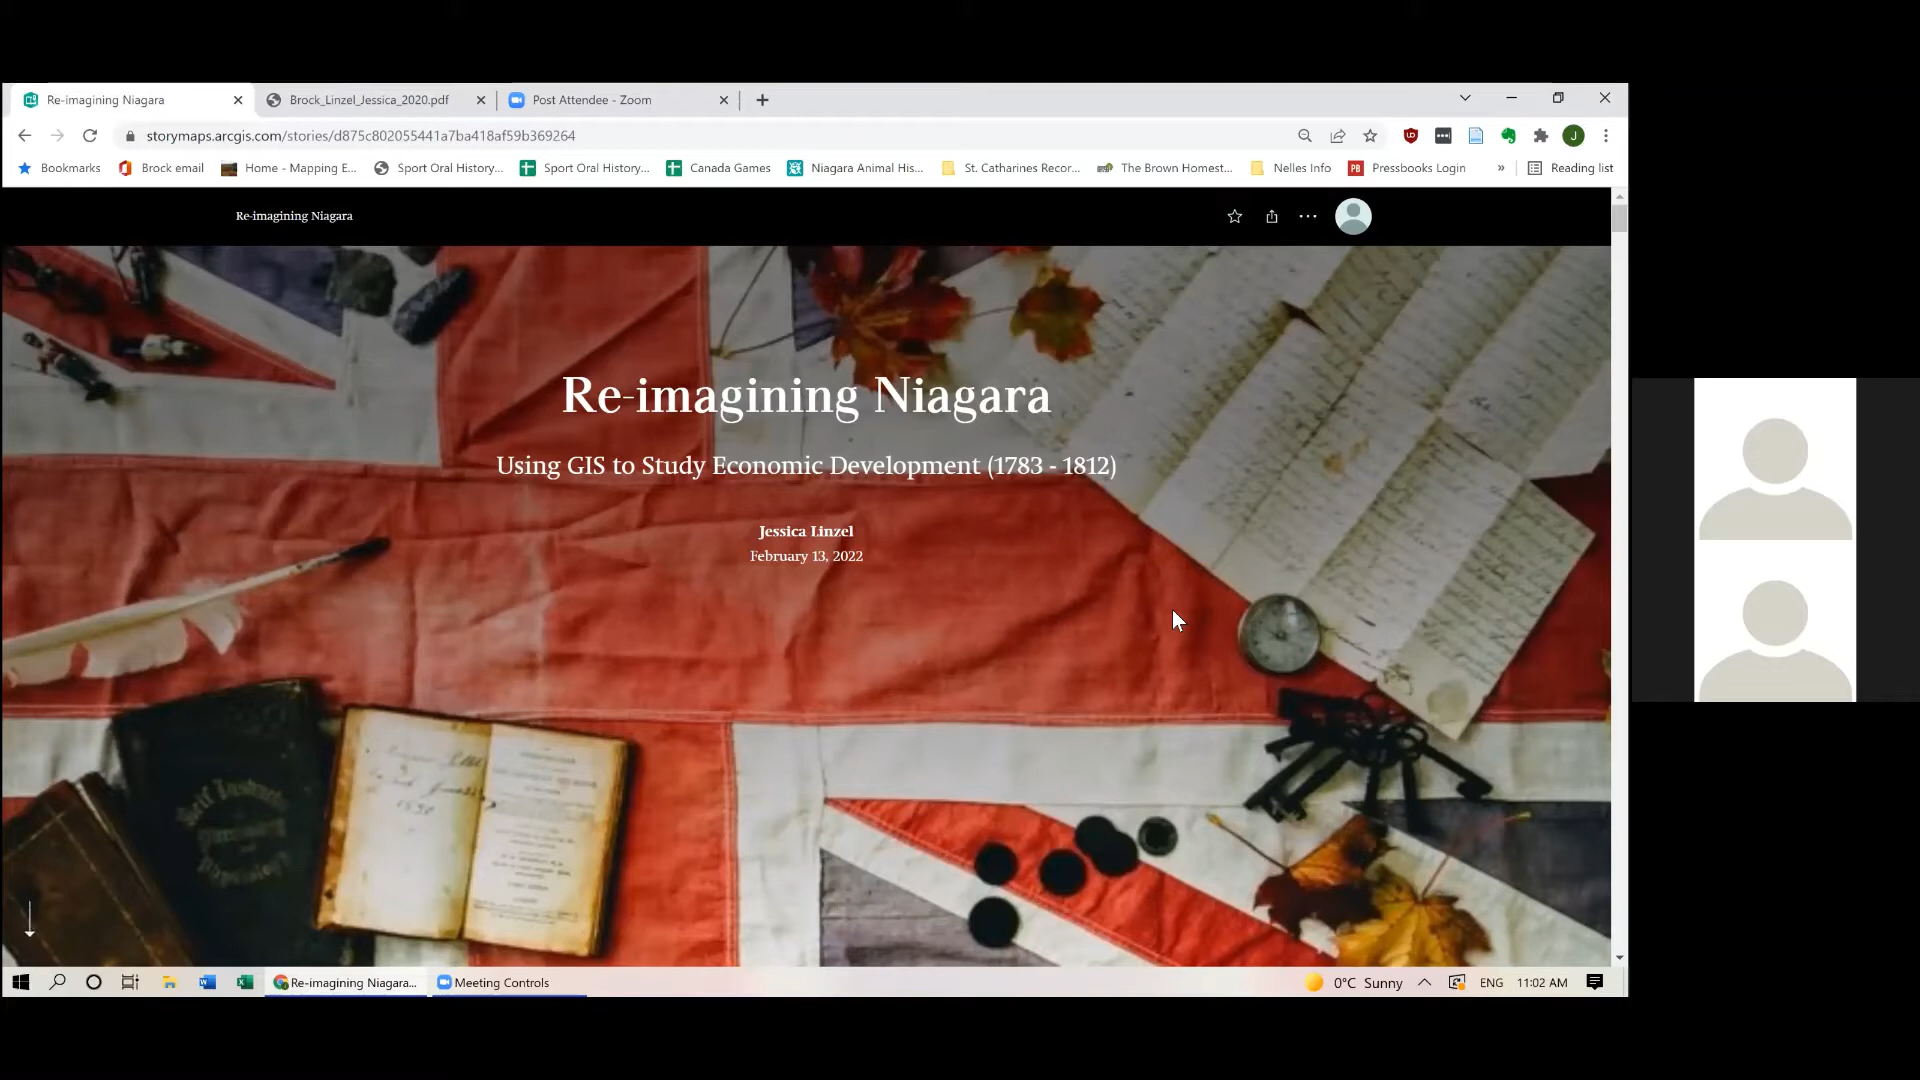 Re-imagining Niagara
Brock_Linzel_Jessica_2020.pdf
Post Attendee - Zoom
storymaps.arcgis.com/stories/d875c802055441a7ba418af59b369264
Bookmarks
Brock email
Home - Mapping E...
Sport Oral History...
Sport Oral History...
Canada Games
Niagara Animal His...
St. Catharines Recor...
The Brown Homest...
Nelles Info
Pressbooks Login
»
Reading list
Re-imagining Niagara
Re-imagining Niagara
Using GIS to Study Economic Development (1783 - 1812)
Jessica Linzel
February 13, 2022
Re-imagining Niagara...
Meeting Controls
0°C Sunny
ENG
11:02 AM